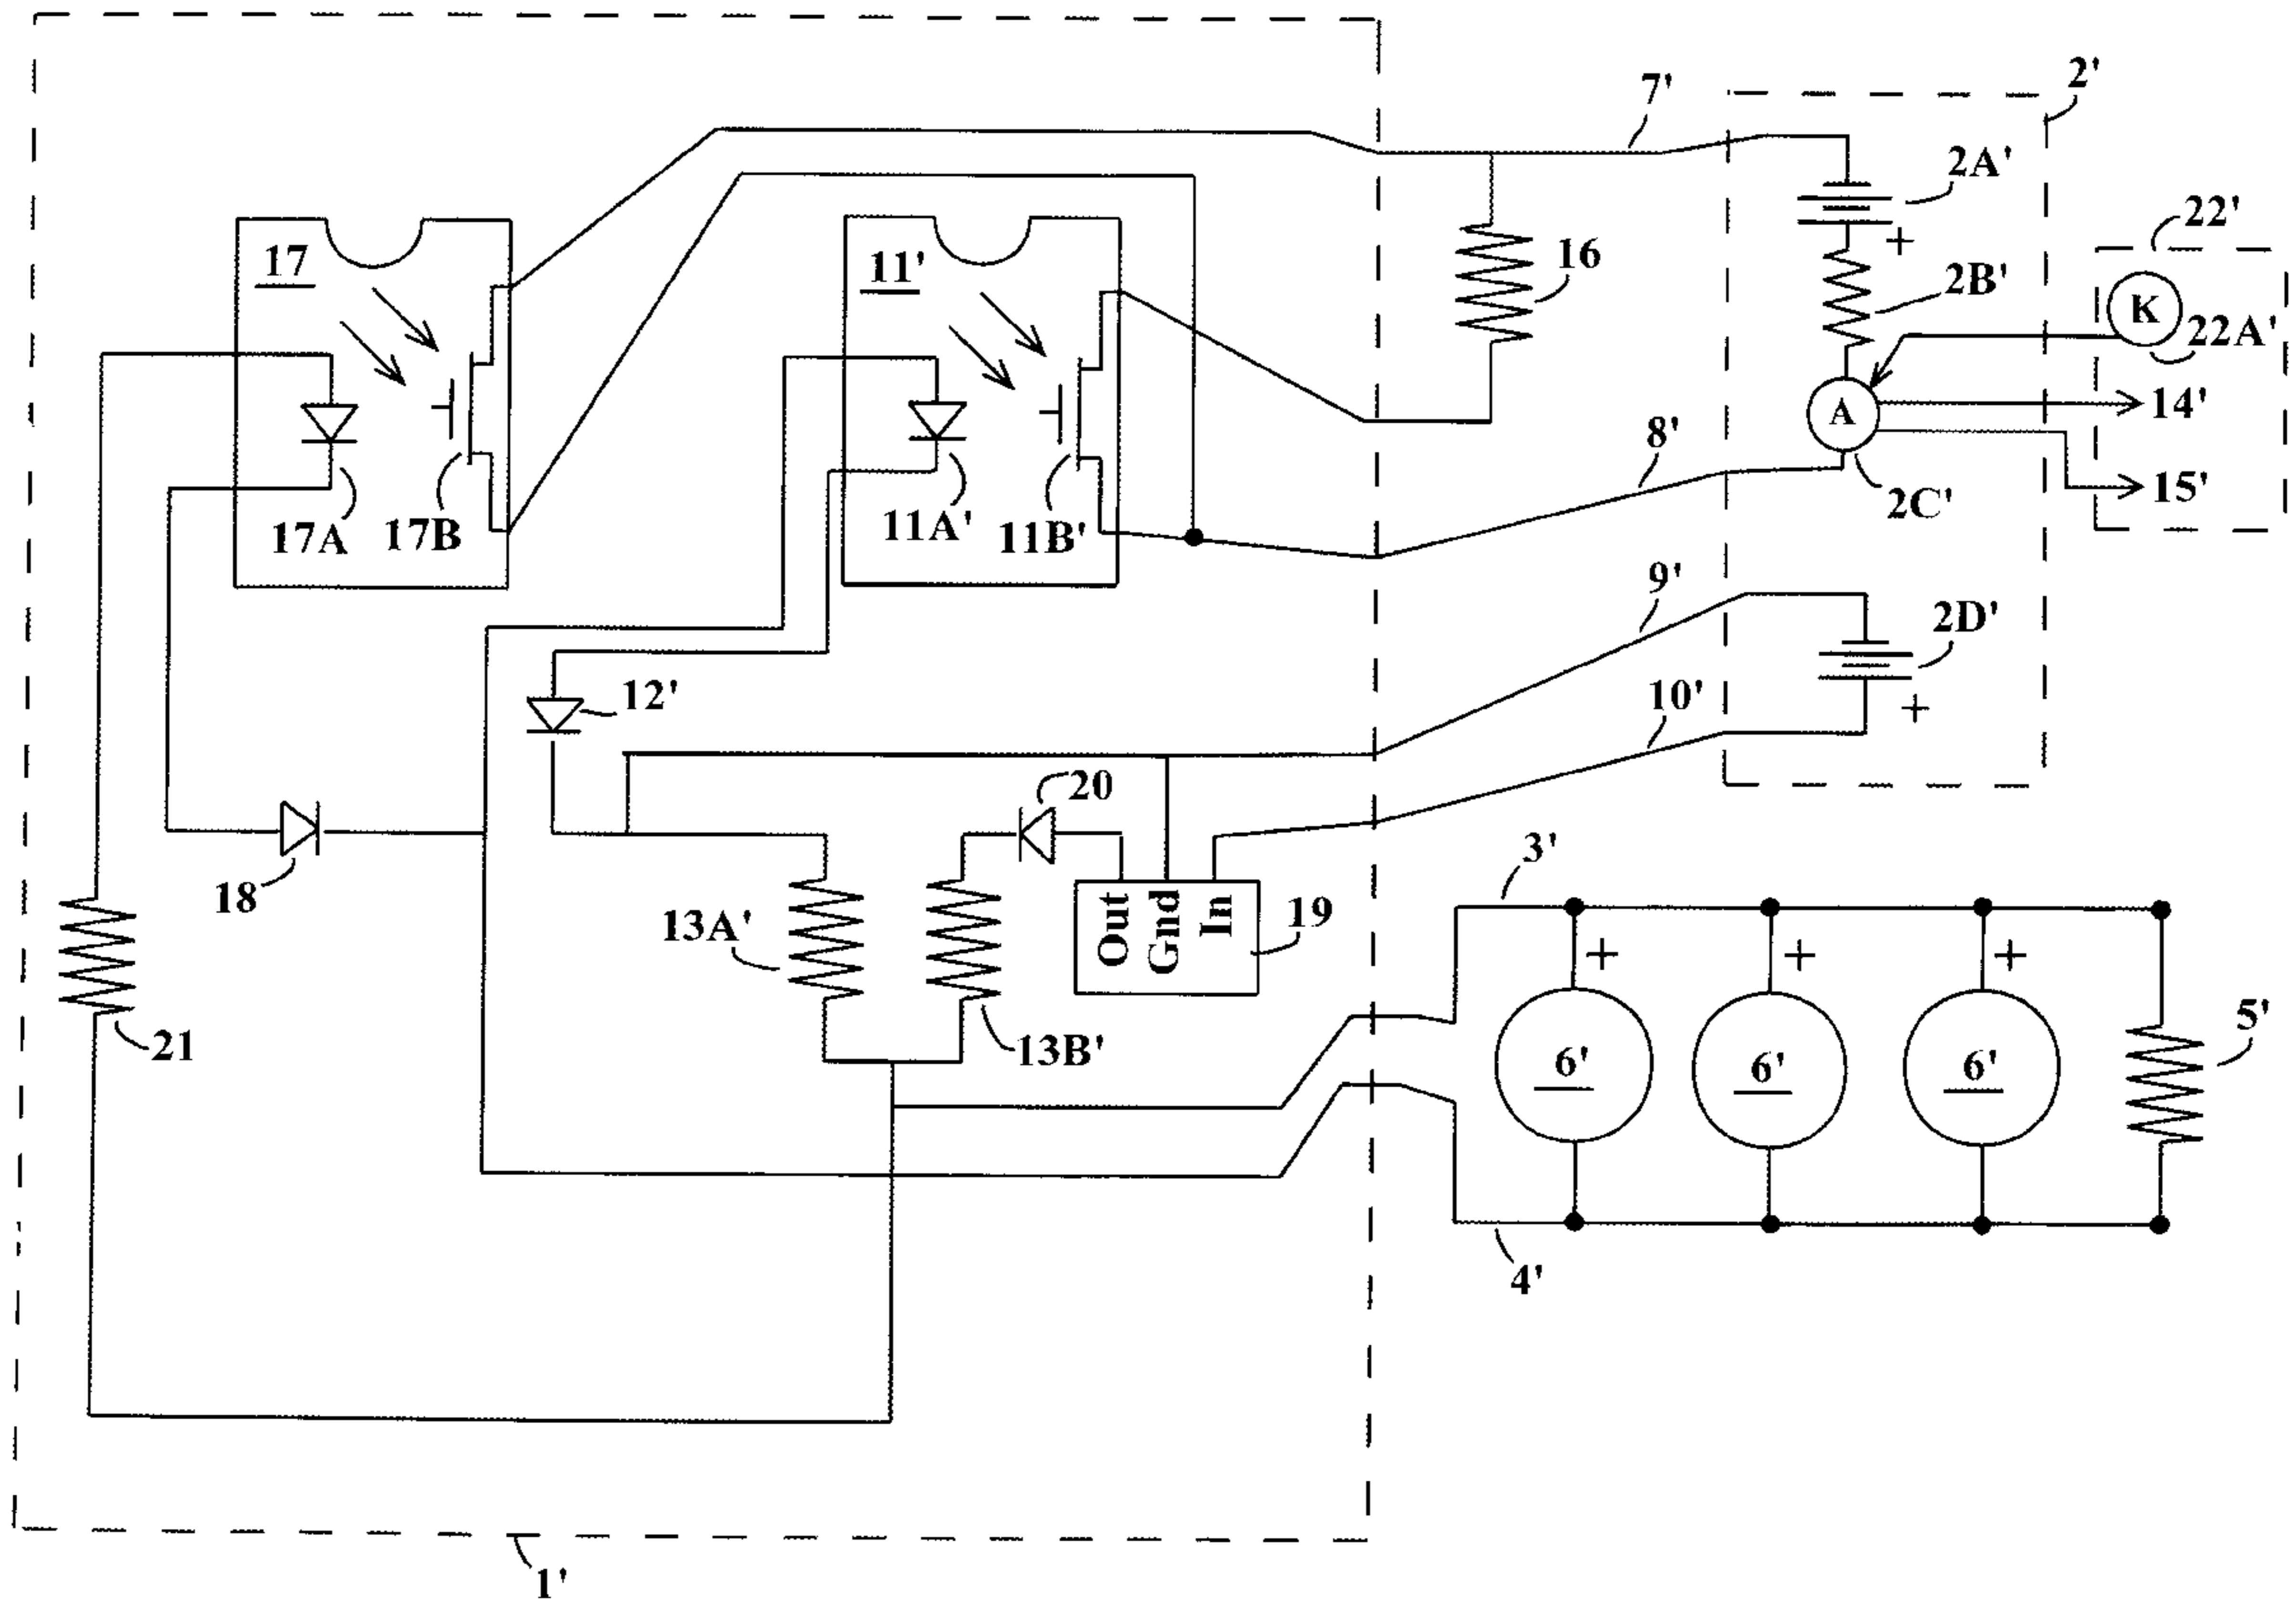 2'
7'
2A'
22'
17
11'
16
2B'
K
22A'
+
A
14'
8'
15'
17A
17B
11A'
11B'
2C'
9'
2D'
12'
10'
+
20
3'
18
13A'
Out
Gnd
In
19
+
+
+
21
13B'
6'
6'
6'
5'
4'
1'